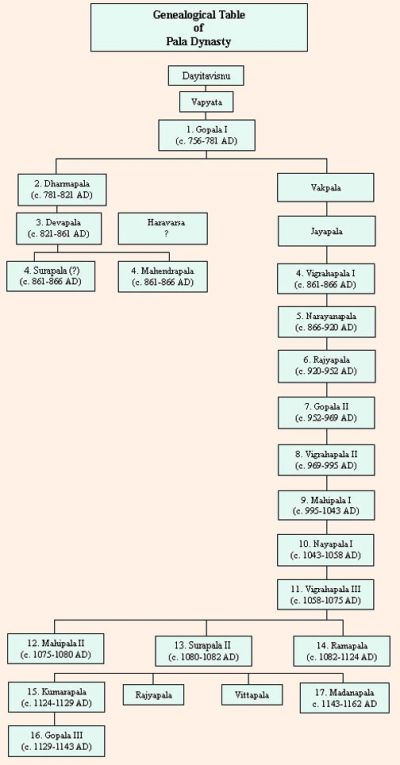 Genealogical Table
of
Pala Dynasty
Dayitavisnu
Vapyata
1. Gopala I
(c. 756-781 AD)
2. Dharmapala
(c. 781-821 AD)
Vakpala
3. Devapala
(c. 821-861 AD)
Haravarsa
?
Jayapala
4. Surapala (?)
(c. 861-866 AD)
4. Mahendrapala
(c. 861-866 AD)
4. Vigrahapala I
(c. 861-866 AD)
5. Narayanapala
(c. 866-920 AD)
6. Rajyapala
(c. 920-952 AD)
7. Gopala II
(c. 952-969 AD)
8. Vigrahapala II
(c. 969-995 AD)
9. Mahipala I
(c. 995-1043 AD)
10. Nayapala I
(c. 1043-1058 AD)
11. Vigrahapala III
(c. 1058-1075 AD)
12. Mahipala II
(c. 1075-1080 AD)
13. Surapala II
(c. 1080-1082 AD)
14. Ramapala
(c. 1082-1124 AD)
15. Kumarapala
(c. 1124-1129 AD)
Rajyapala
Vittapala
17. Madanapala
c. 1143-1162 AD
16. Gopala III
(c. 1129-1143 AD)